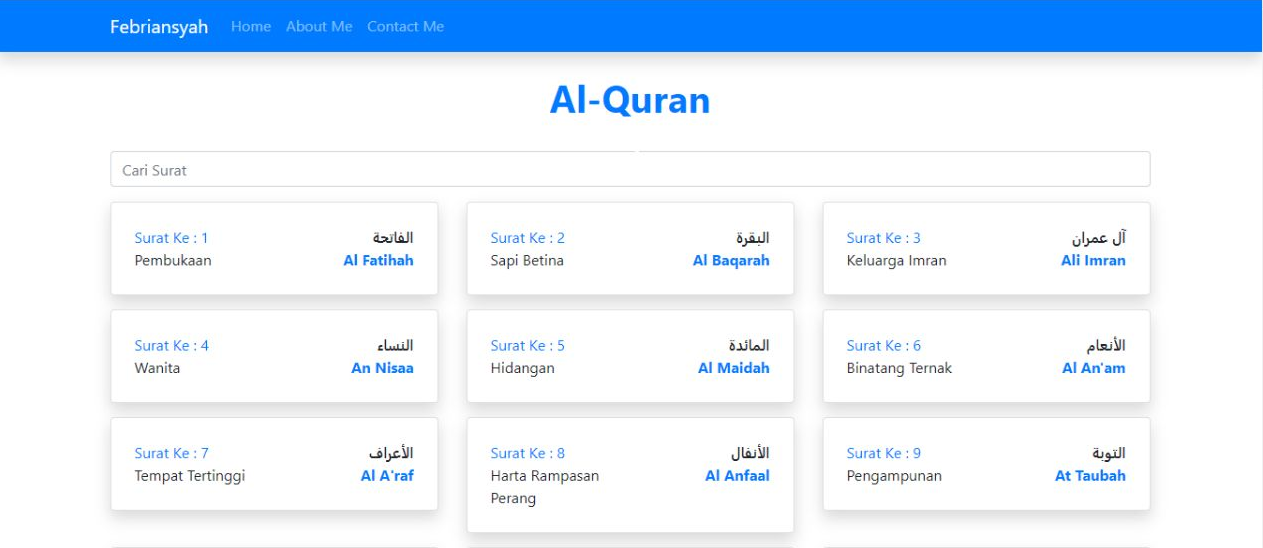 Febriansyah Home About Me Contact Me
Al-Quran
Cari Surat
Surat Ke : 1 الفاتحة
Pembukaan Al Fatihah
Surat Ke : 2 البقرة
Sapi Betina Al Baqarah
Surat Ke : 3 آل عمران
Keluarga Imran Ali Imran
Surat Ke : 4 النساء
Wanita An Nisaa
Surat Ke : 5 المائدة
Hidangan Al Maidah
Surat Ke : 6 الأنعام
Binatang Ternak Al An'am
Surat Ke : 7 الأعراف
Tempat Tertinggi Al A'raf
Surat Ke : 8 الأنفال
Harta Rampasan Al Anfaal
Perang
Surat Ke : 9 التوبة
Pengampunan At Taubah